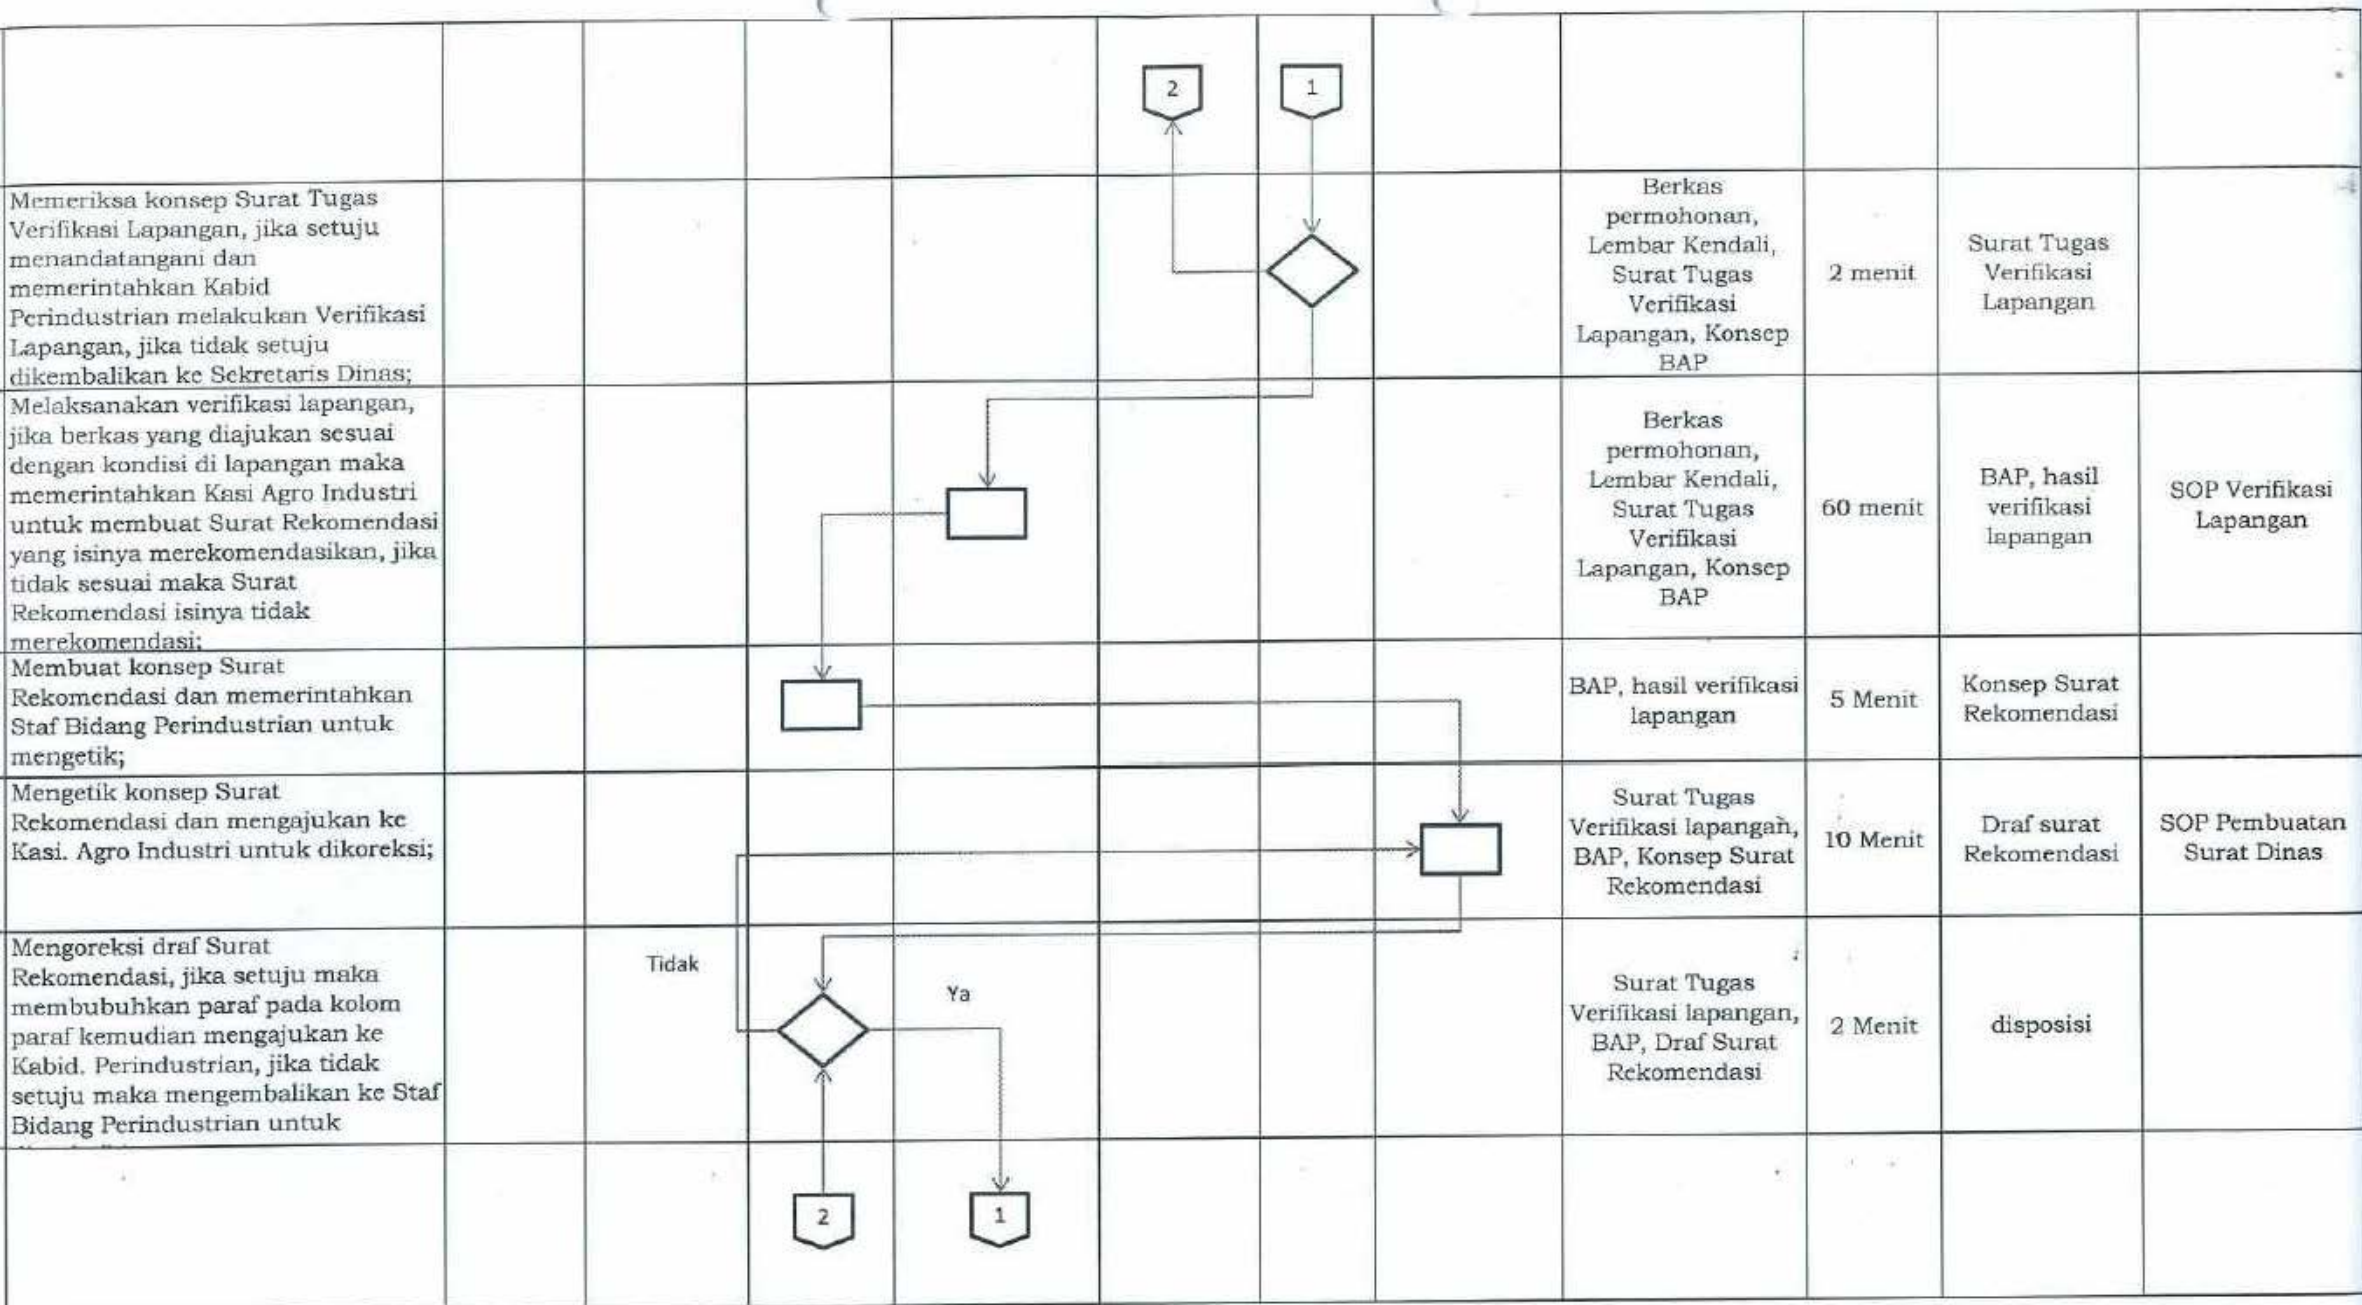 2
1
Memeriksa konsep Surat Tugas
Verifikasi Lapangan, jika setuju
menandatangani dan
memerintahkan Kabid
Perindustrian melakukan Verifikasi
Lapangan, jika tidak setuju
dikembalikan ke Sekretaris Dinas;
Berkas
permohonan,
Lembar Kendali,
Surat Tugas
Verifikasi
Lapangan, Konsep
BAP
2 menit
Surat Tugas
Verifikasi
Lapangan
Melaksanakan verifikasi lapangan,
jika berkas yang diajukan sesuai
dengan kondisi di lapangan maka
memerintahkan Kasi Agro Industri
untuk membuat Surat Rekomendasi
yang isinya merekomendasikan, jika
tidak sesuai maka Surat
Rekomendasi isinya tidak
merekomendasi;
Berkas
permohonan,
Lembar Kendali,
Surat Tugas
Verifikasi
Lapangan, Konsep
BAP
60 menit
BAP, hasil
verifikasi
lapangan
SOP Verifikasi
Lapangan
Membuat konsep Surat
Rekomendasi dan memerintahkan
Staf Bidang Perindustrian untuk
mengetik;
BAP, hasil verifikasi
lapangan
5 Menit
Konsep Surat
Rekomendasi
Mengetik konsep Surat
Rekomendasi dan mengajukan ke
Kasi. Agro Industri untuk dikoreksi;
Surat Tugas
Verifikasi lapangan,
BAP, Konsep Surat
Rekomendasi
10 Menit
Draf surat
Rekomendasi
SOP Pembuatan
Surat Dinas
Mengoreksi draf Surat
Rekomendasi, jika setuju maka
membubuhkan paraf pada kolom
paraf kemudian mengajukan ke
Kabid. Perindustrian, jika tidak
setuju maka mengembalikan ke Staf
Bidang Perindustrian untuk
Tidak
Ya
Surat Tugas
Verifikasi lapangan,
BAP, Draf Surat
Rekomendasi
2 Menit
disposisi
2
1